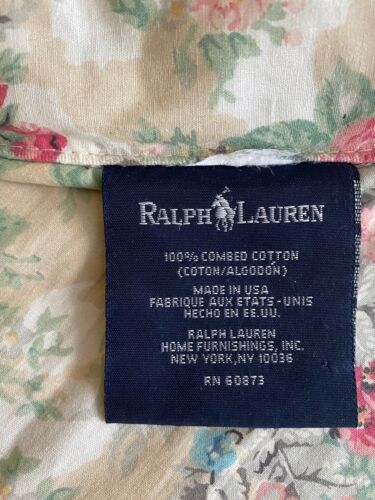 RALPH LAUREN
100% COMBED COTTON
(COTON/ALGODÓN)
MADE IN USA
FABRIQUE AUX ETATS-UNIS
HECHO EN EE.UU.
RALPH LAUREN
HOME FURNISHINGS, INC.
NEW YORK,NY 10036
RN 60873